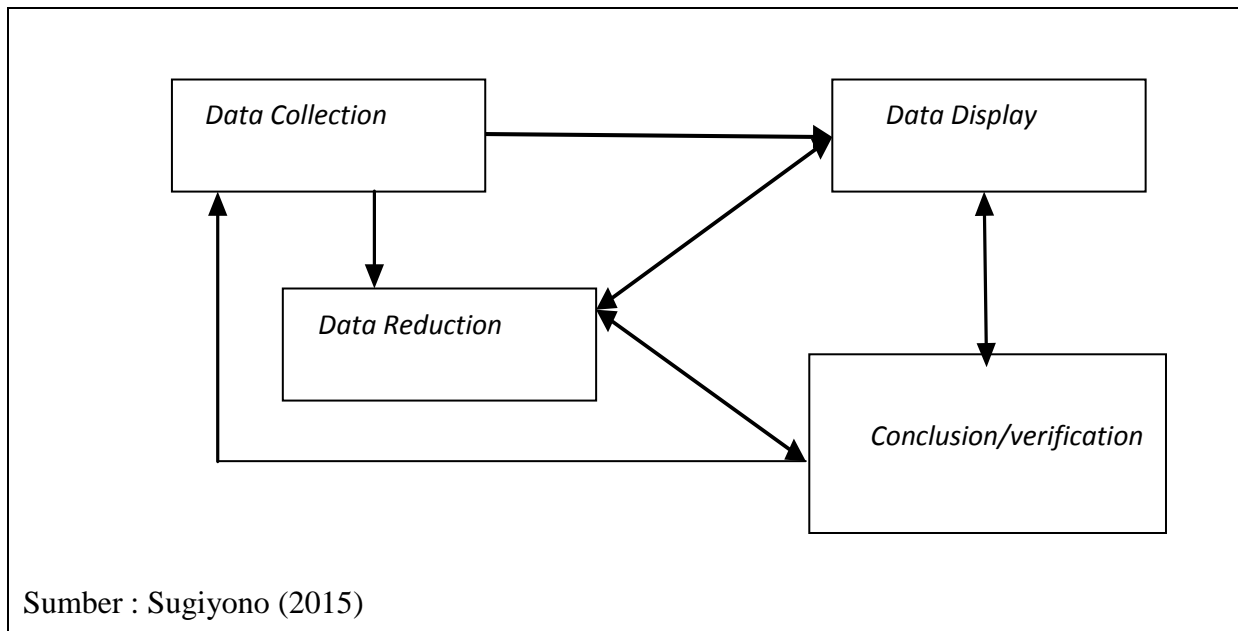 Data Collection
Data Display
Data Reduction
Conclusion/verification
Sumber : Sugiyono (2015)